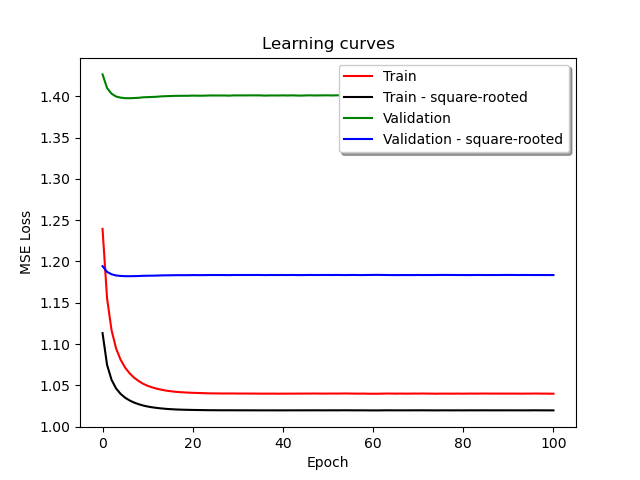 Learning curves
MSE Loss
1.40
1.35
1.30
1.25
1.20
1.15
1.10
1.05
1.00
Train
Train - square-rooted
Validation
Validation - square-rooted
0 20 40 60 80 100
Epoch